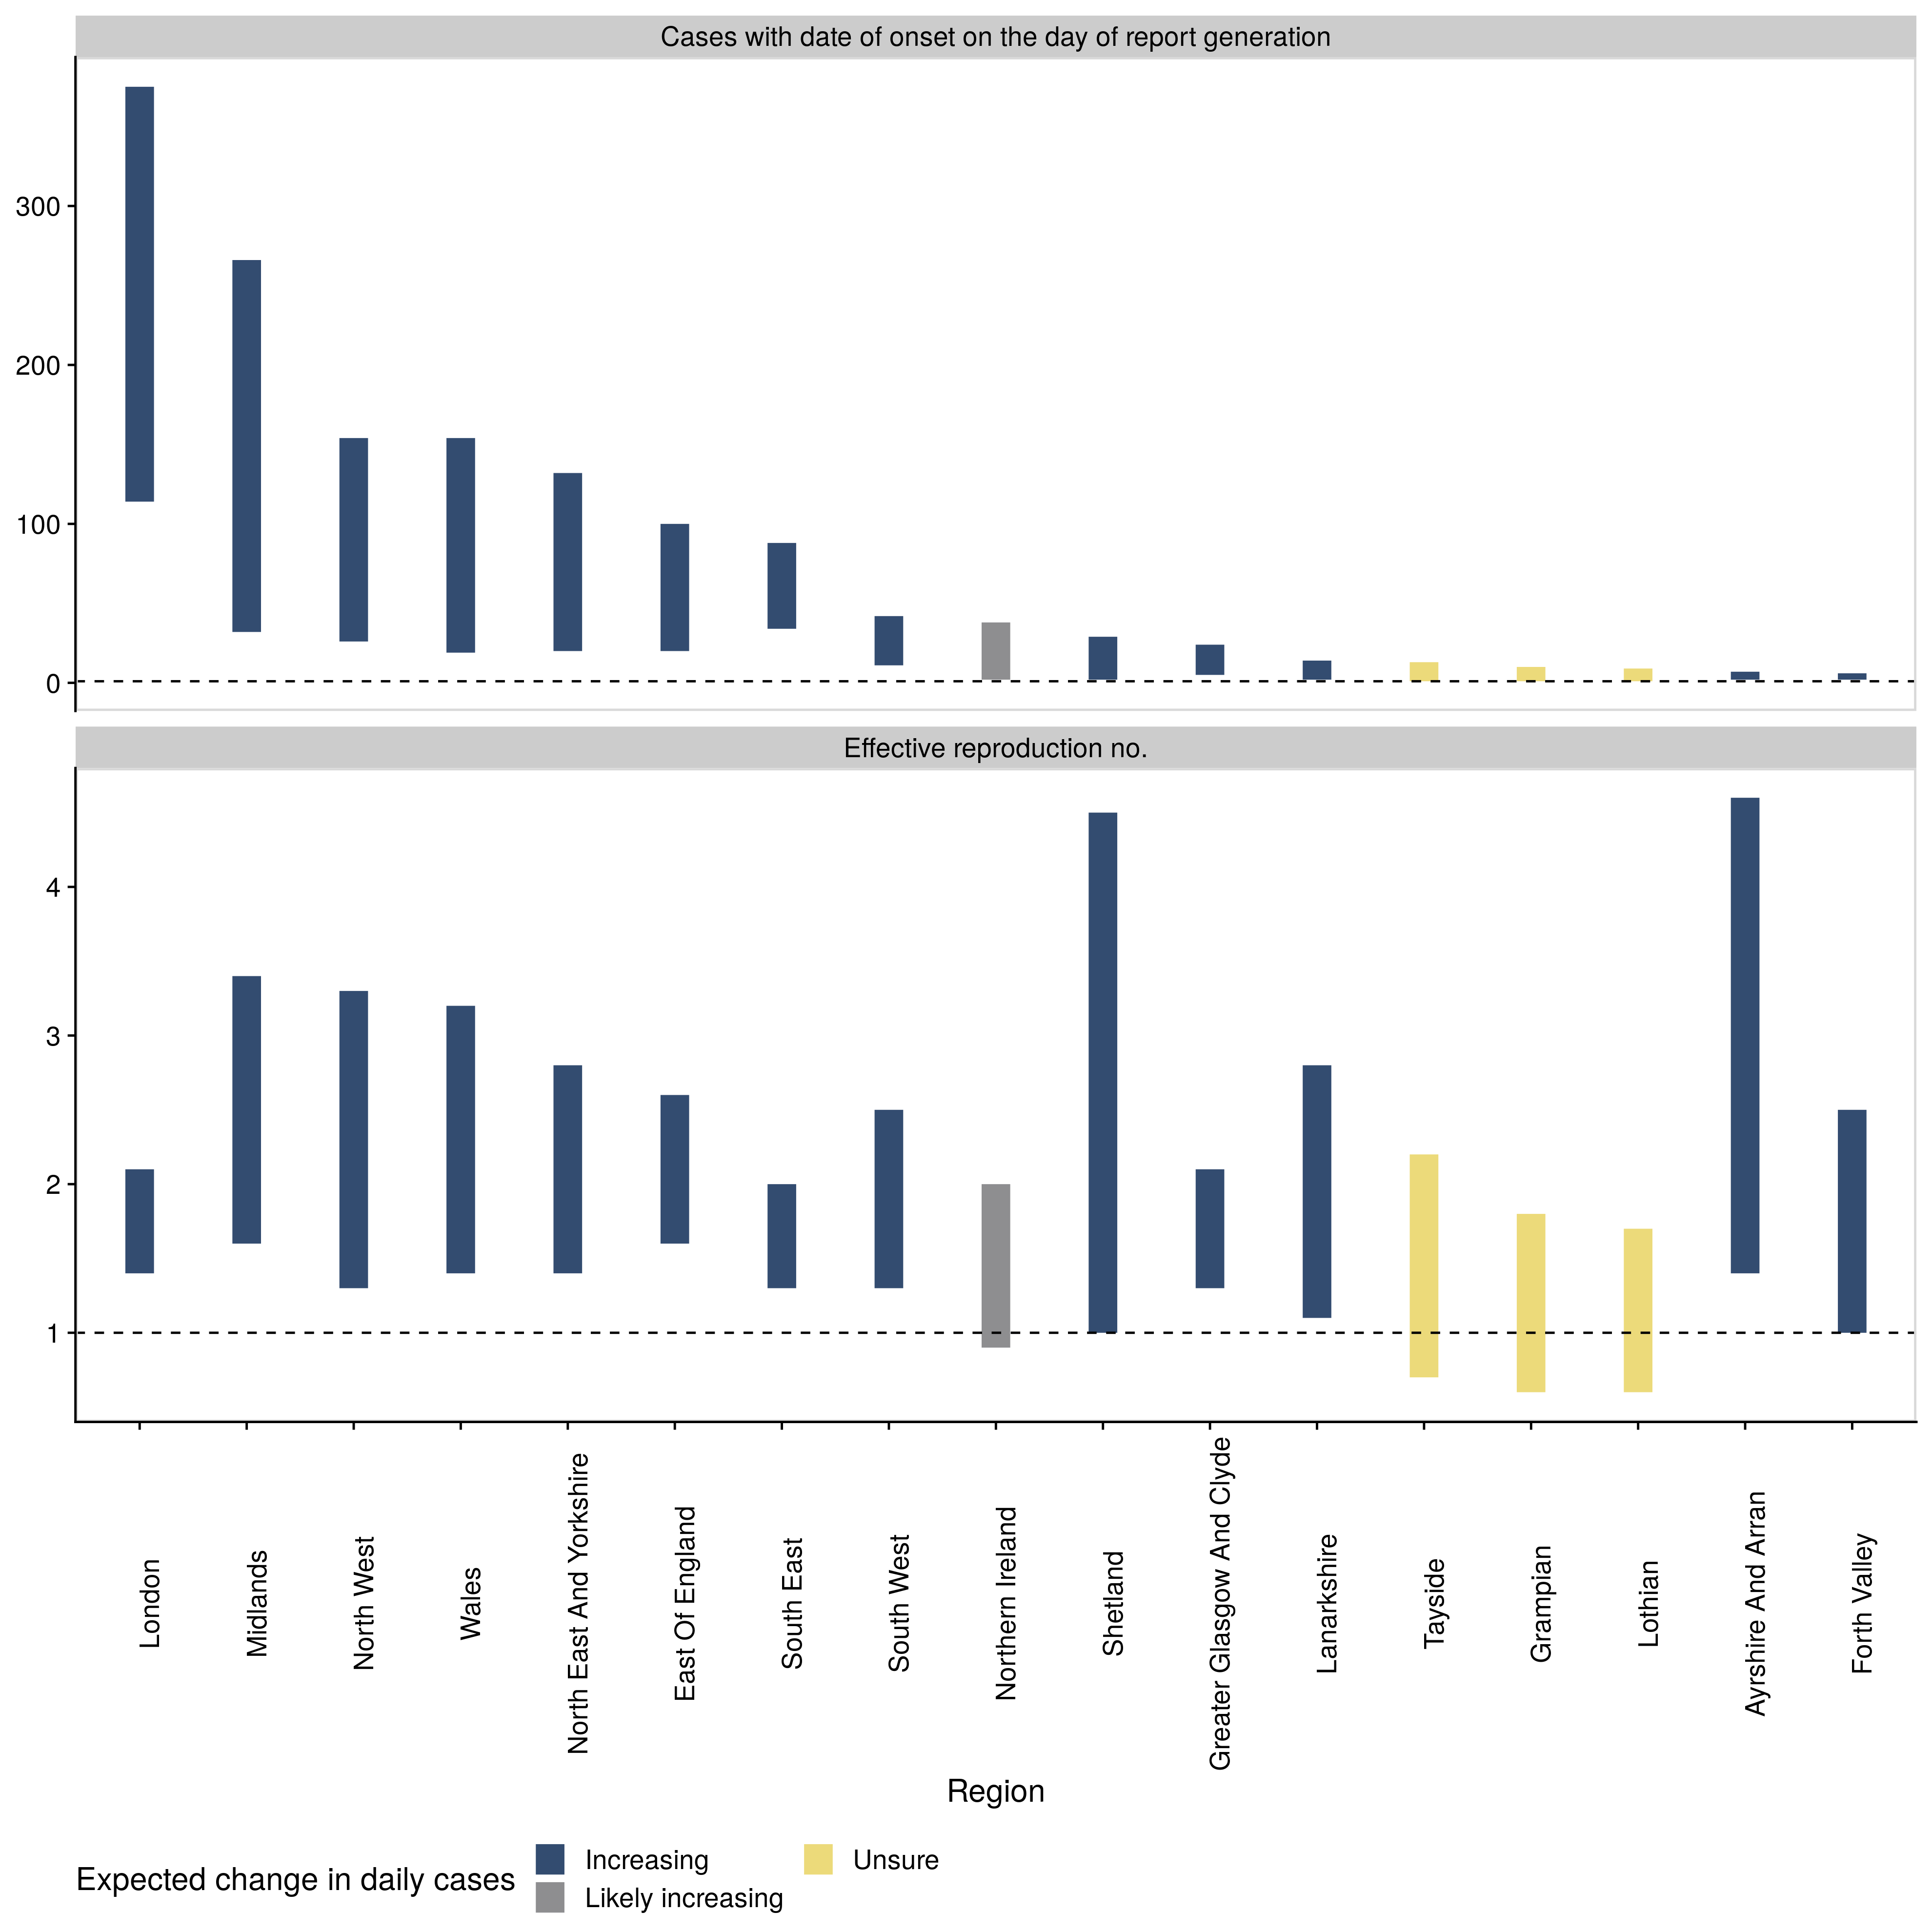 Cases with date of onset on the day of report generation
300
200
100
0
Effective reproduction no.
4
3
2
1
London
Midlands
North West
Wales
North East And Yorkshire
East Of England
South East
South West
Northern Ireland
Shetland
Greater Glasgow And Clyde
Lanarkshire
Tayside
Grampian
Lothian
Ayrshire And Arran
Forth Valley
Region
Expected change in daily cases
Increasing
Likely increasing
Unsure